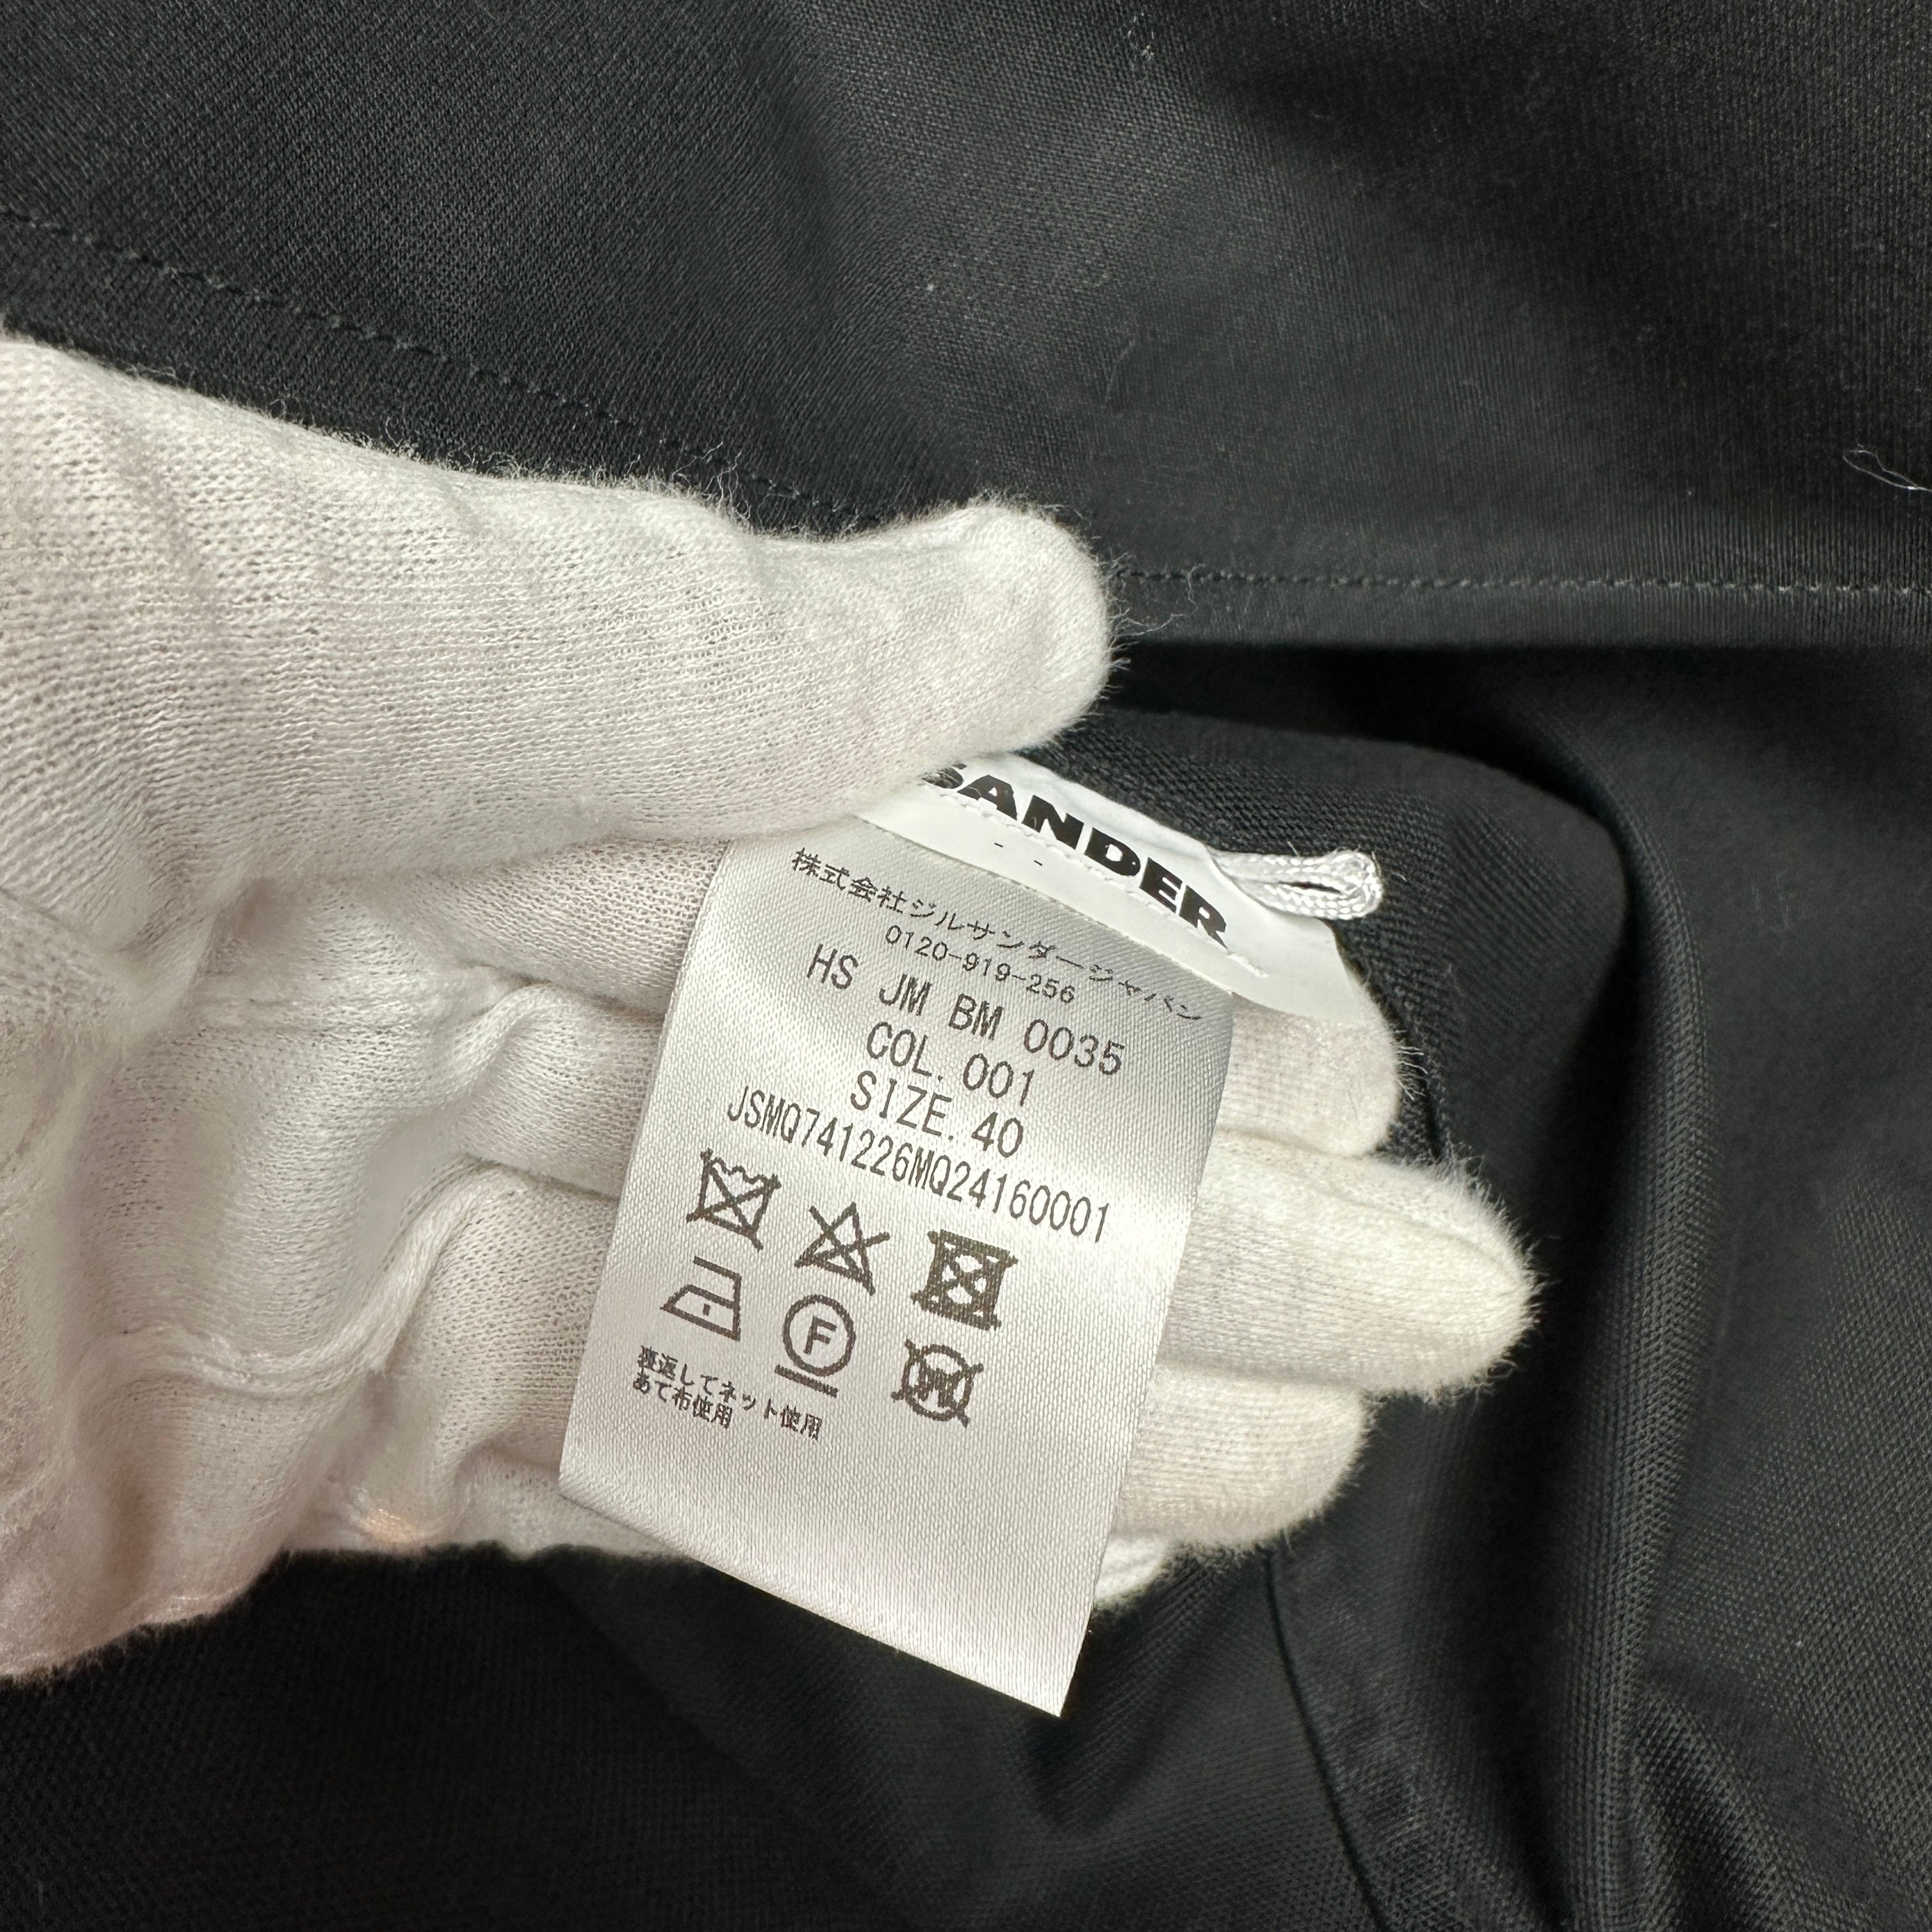 SANDER
- -
株式会社ジルサンダージャパン
0120-919-256
HS JM BM 0035
COL. 001
SIZE. 40
JSMQ741226MQ24160001
F
裏返してネット使用
あて布使用